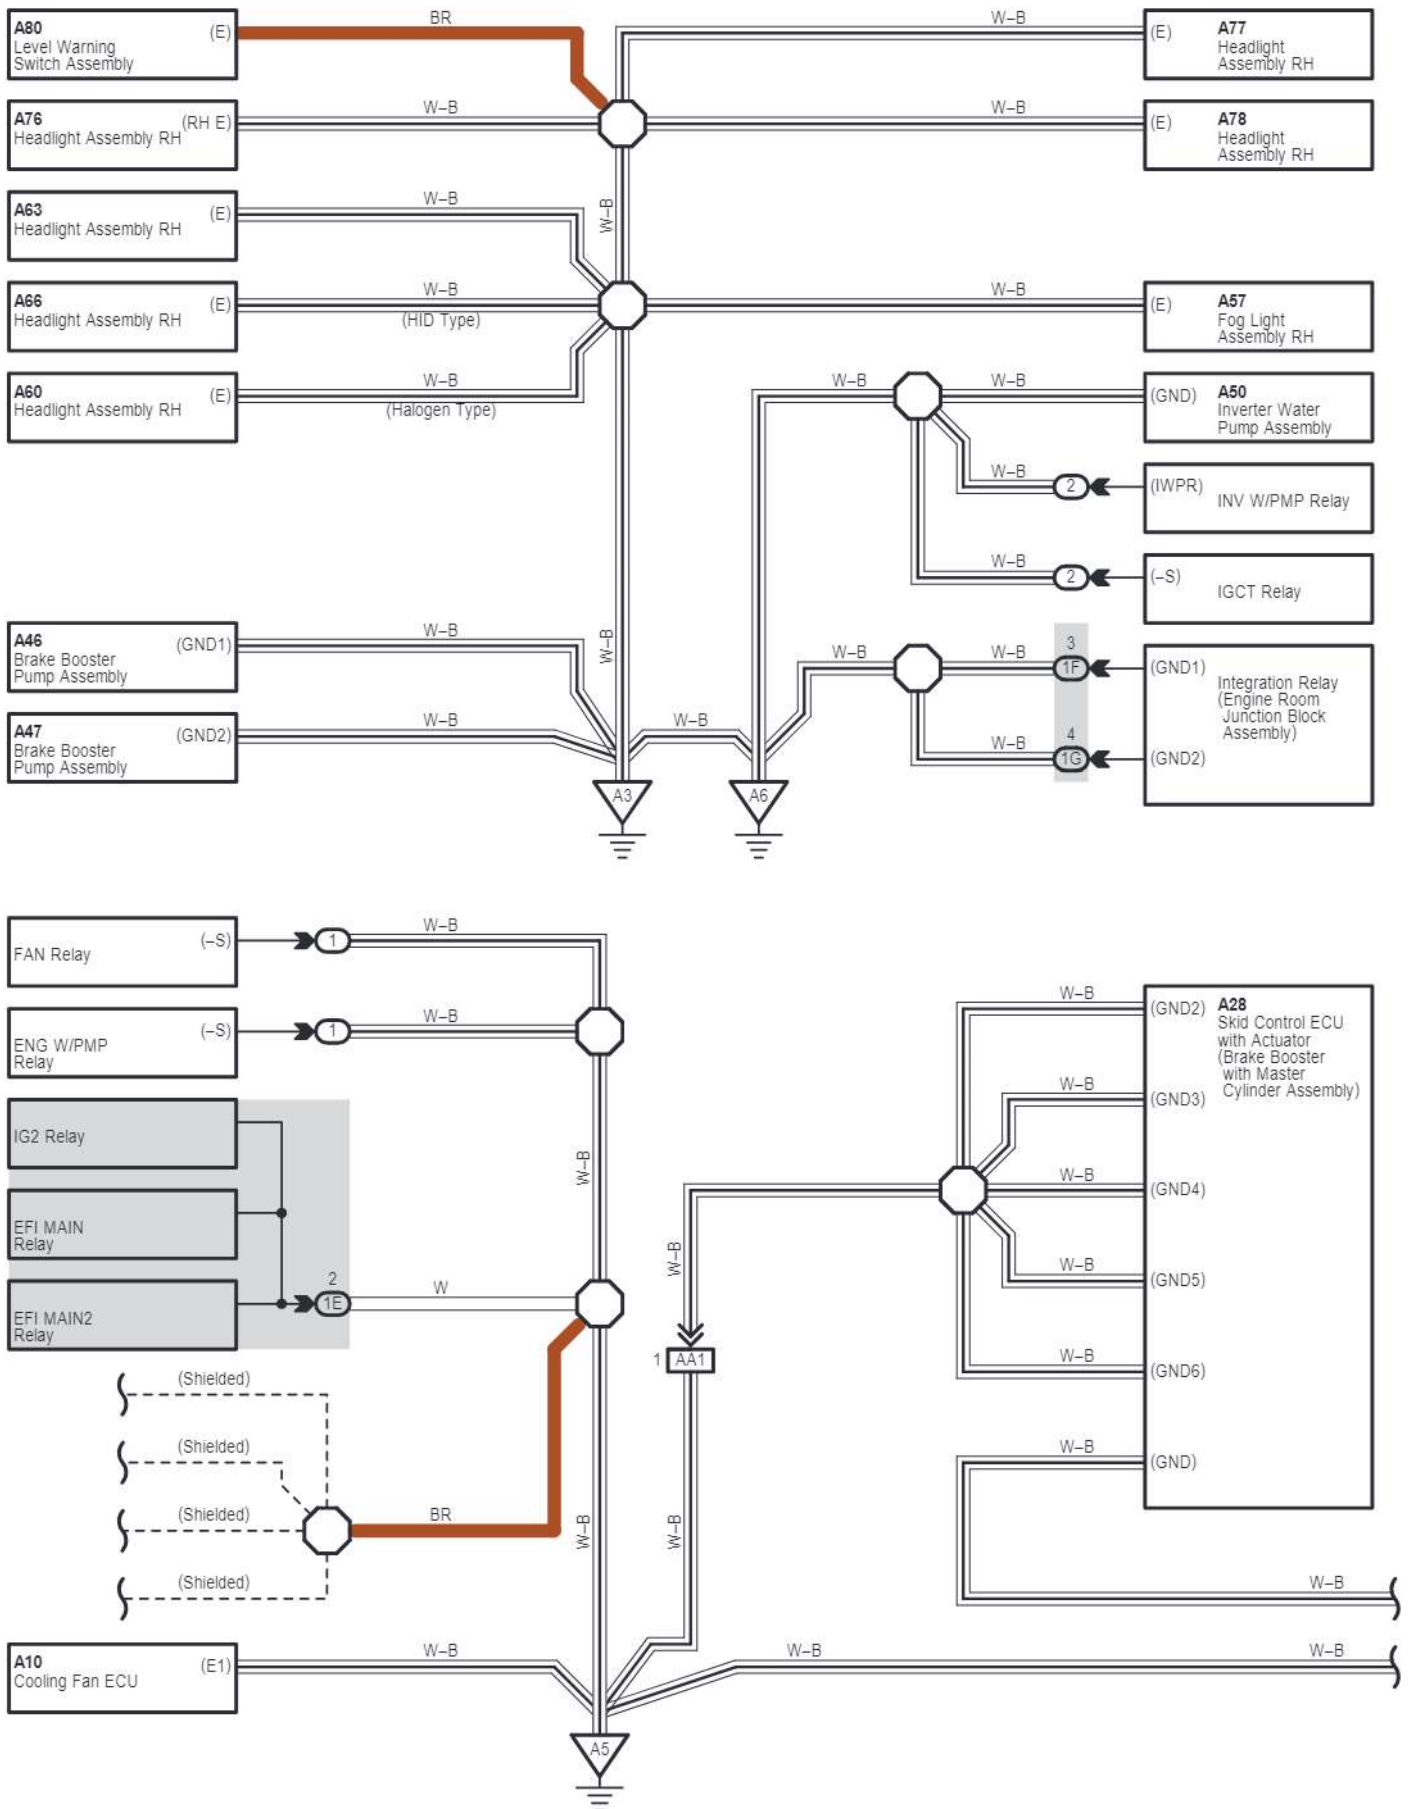 BR
W–B
A80
(E)
Level Warning
Switch Assembly
(E)
A77
Headlight
Assembly RH
W–B
W–B
A76
(RH E)
Headlight Assembly RH
(E)
A78
Headlight
Assembly RH
W–B
A63
(E)
Headlight Assembly RH
W–B
W–B
W–B
A66
(E)
Headlight Assembly RH
(HID Type)
(E)
A57
Fog Light
Assembly RH
W–B
A60
(E)
Headlight Assembly RH
(Halogen Type)
W–B
W–B
(GND)
A50
Inverter Water
Pump Assembly
W–B
2
(IWPR)
INV W/PMP Relay
W–B
2
(–S)
IGCT Relay
W–B
A46
(GND1)
Brake Booster
Pump Assembly
W–B
W–B
W–B
3
1F
(GND1)
Integration Relay
(Engine Room
Junction Block
Assembly)
W–B
W–B
A47
(GND2)
Brake Booster
Pump Assembly
W–B
4
1G
(GND2)
A3
A6
W–B
(–S)
1
FAN Relay
W–B
(–S)
1
ENG W/PMP
Relay
W–B
(GND2)
A28
Skid Control ECU
with Actuator
(Brake Booster
with Master
Cylinder Assembly)
W–B
(GND3)
IG2 Relay
W–B
W–B
(GND4)
EFI MAIN
Relay
W–B
W–B
(GND5)
2
1E
W
EFI MAIN2
Relay
1
AA1
W–B
(GND6)
(Shielded)
(Shielded)
W–B
(GND)
(Shielded)
BR
W–B
W–B
(Shielded)
W–B
W–B
W–B
W–B
A10
(E1)
Cooling Fan ECU
A5